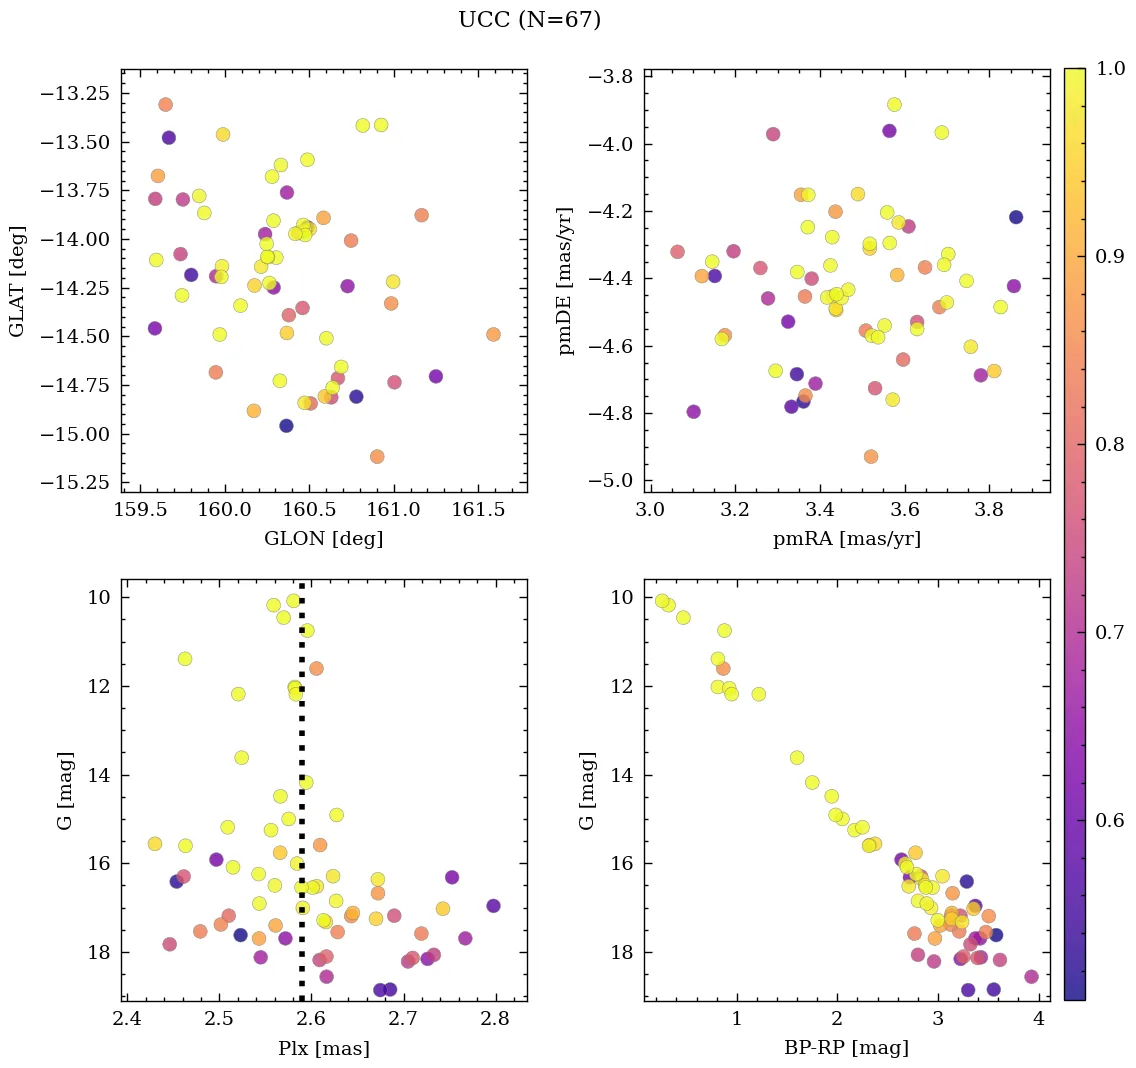 UCC (N=67)
−13.25
−13.50
−13.75
−14.00
−14.25
−14.50
−14.75
−15.00
−15.25
GLAT [deg]
159.5 160.0 160.5 161.0 161.5
GLON [deg]
−3.8
−4.0
−4.2
−4.4
−4.6
−4.8
−5.0
pmDE [mas/yr]
3.0 3.2 3.4 3.6 3.8
pmRA [mas/yr]
10
12
14
16
18
G [mag]
2.4 2.5 2.6 2.7 2.8
Plx [mas]
10
12
14
16
18
G [mag]
1 2 3 4
BP-RP [mag]
1.0
0.9
0.8
0.7
0.6